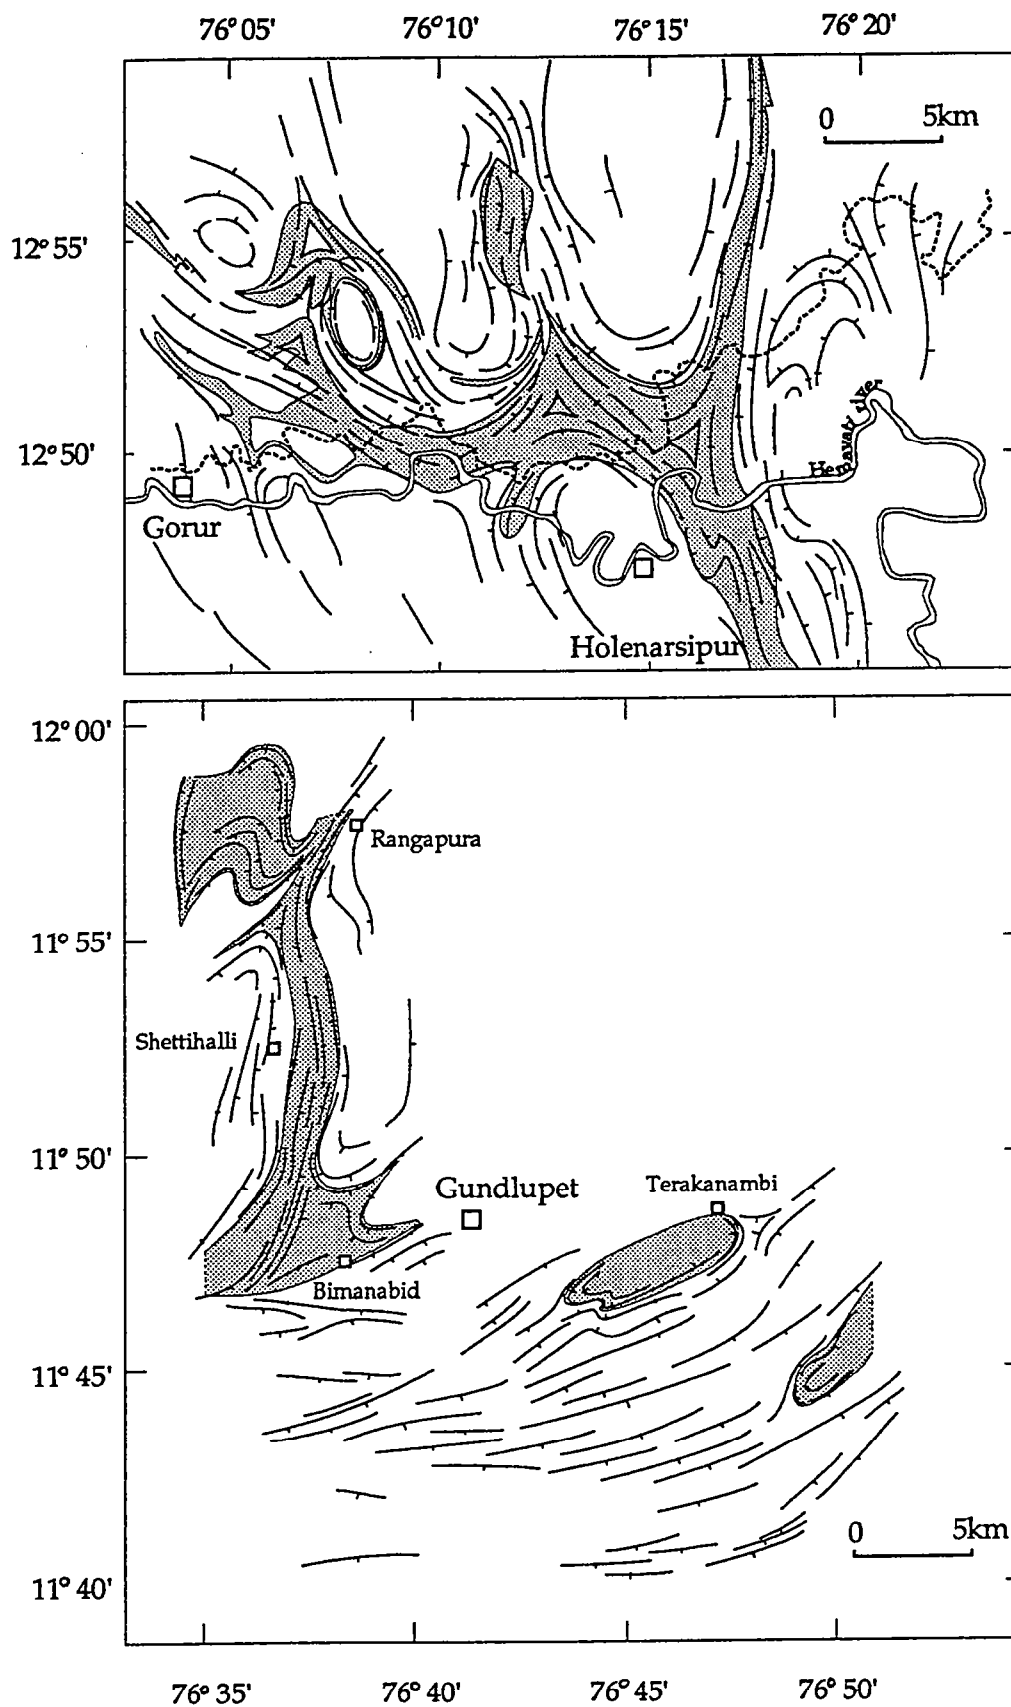 76° 05' 76° 10' 76° 15' 76° 20'
0 5km
12° 55'
Hemavati river
12° 50'
Gorur
Holenarsipur
12° 00'
Rangapura
11° 55'
Shettihalli
11° 50'
Gundlupet
Terakanambi
Bimanabid
11° 45'
0 5km
11° 40'
76° 35' 76° 40' 76° 45' 76° 50'